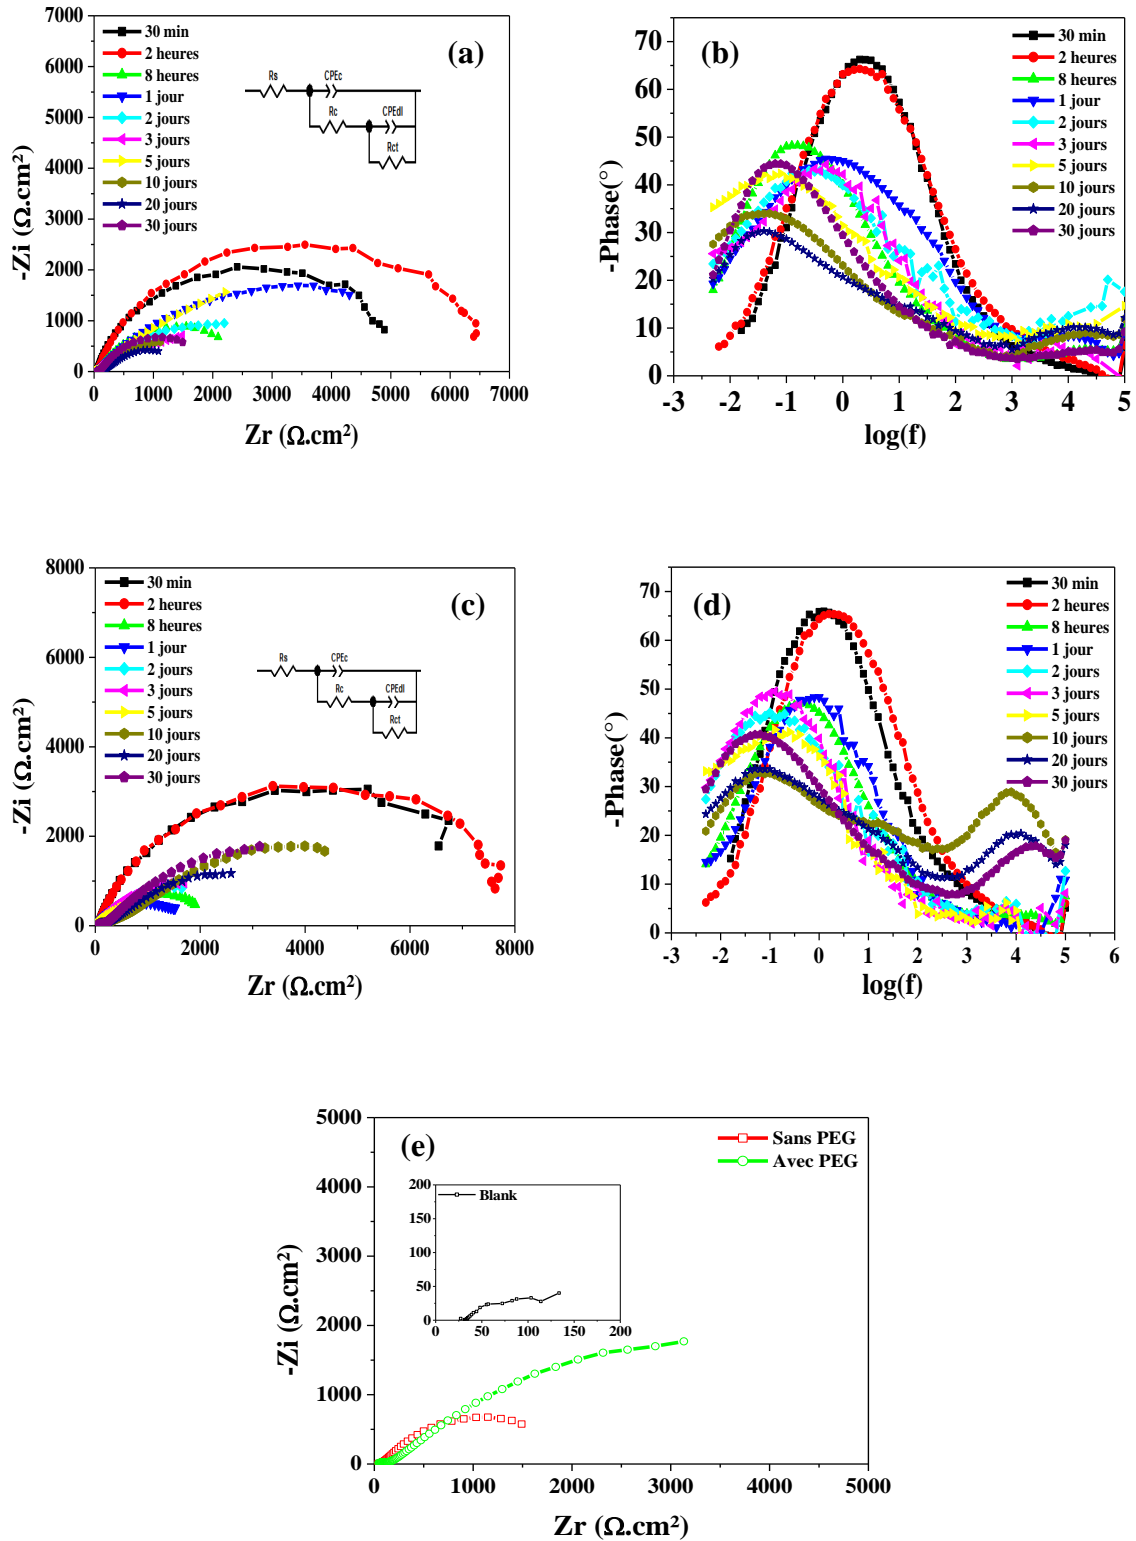 (a)
-Zi (Ω.cm²)
7000
6000
5000
4000
3000
2000
1000
0
30 min
2 heures
8 heures
1 jour
2 jours
3 jours
5 jours
10 jours
20 jours
30 jours
Rs
CPEc
Rc
CPEdl
Rct
0 1000 2000 3000 4000 5000 6000 7000
Zr (Ω.cm²)
(b)
-Phase(°)
70
60
50
40
30
20
10
0
30 min
2 heures
8 heures
1 jour
2 jours
3 jours
5 jours
10 jours
20 jours
30 jours
-3 -2 -1 0 1 2 3 4 5
log(f)
(c)
-Zi (Ω.cm²)
8000
6000
4000
2000
0
30 min
2 heures
8 heures
1 jour
2 jours
3 jours
5 jours
10 jours
20 jours
30 jours
Rs
CPEc
Rc
CPEdl
Rct
0 2000 4000 6000 8000
Zr (Ω.cm²)
(d)
-Phase(°)
70
60
50
40
30
20
10
0
30 min
2 heures
8 heures
1 jour
2 jours
3 jours
5 jours
10 jours
20 jours
30 jours
-3 -2 -1 0 1 2 3 4 5 6
log(f)
(e)
-Zi (Ω.cm²)
5000
4000
3000
2000
1000
0
Sans PEG
Avec PEG
Blank
200
150
100
50
0
0 50 100 150 200
0 1000 2000 3000 4000 5000
Zr (Ω.cm²)